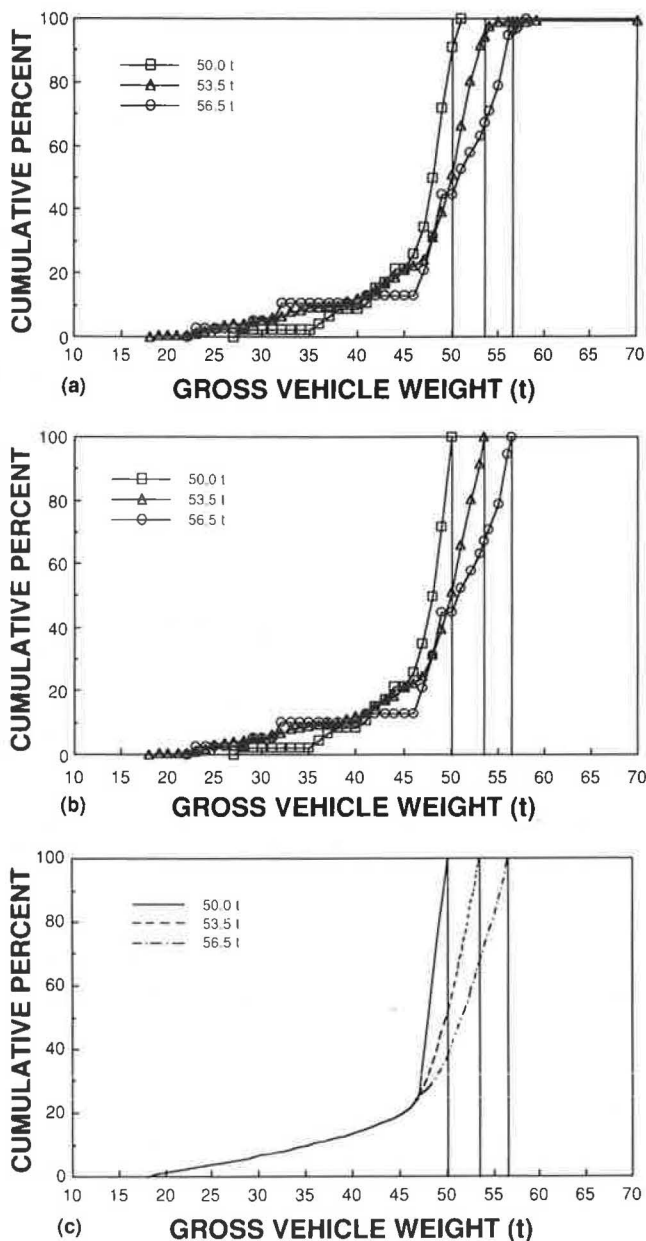 CUMULATIVE PERCENT
100
80
60
40
20
0
50.0 t
53.5 t
56.5 t
10 15 20 25 30 35 40 45 50 55 60 65 70
(a) GROSS VEHICLE WEIGHT (t)
CUMULATIVE PERCENT
100
80
60
40
20
0
50.0 t
53.5 t
56.5 t
10 15 20 25 30 35 40 45 50 55 60 65 70
(b) GROSS VEHICLE WEIGHT (t)
CUMULATIVE PERCENT
100
80
60
40
20
0
50.0 t
53.5 t
56.5 t
10 15 20 25 30 35 40 45 50 55 60 65 70
(c) GROSS VEHICLE WEIGHT (t)